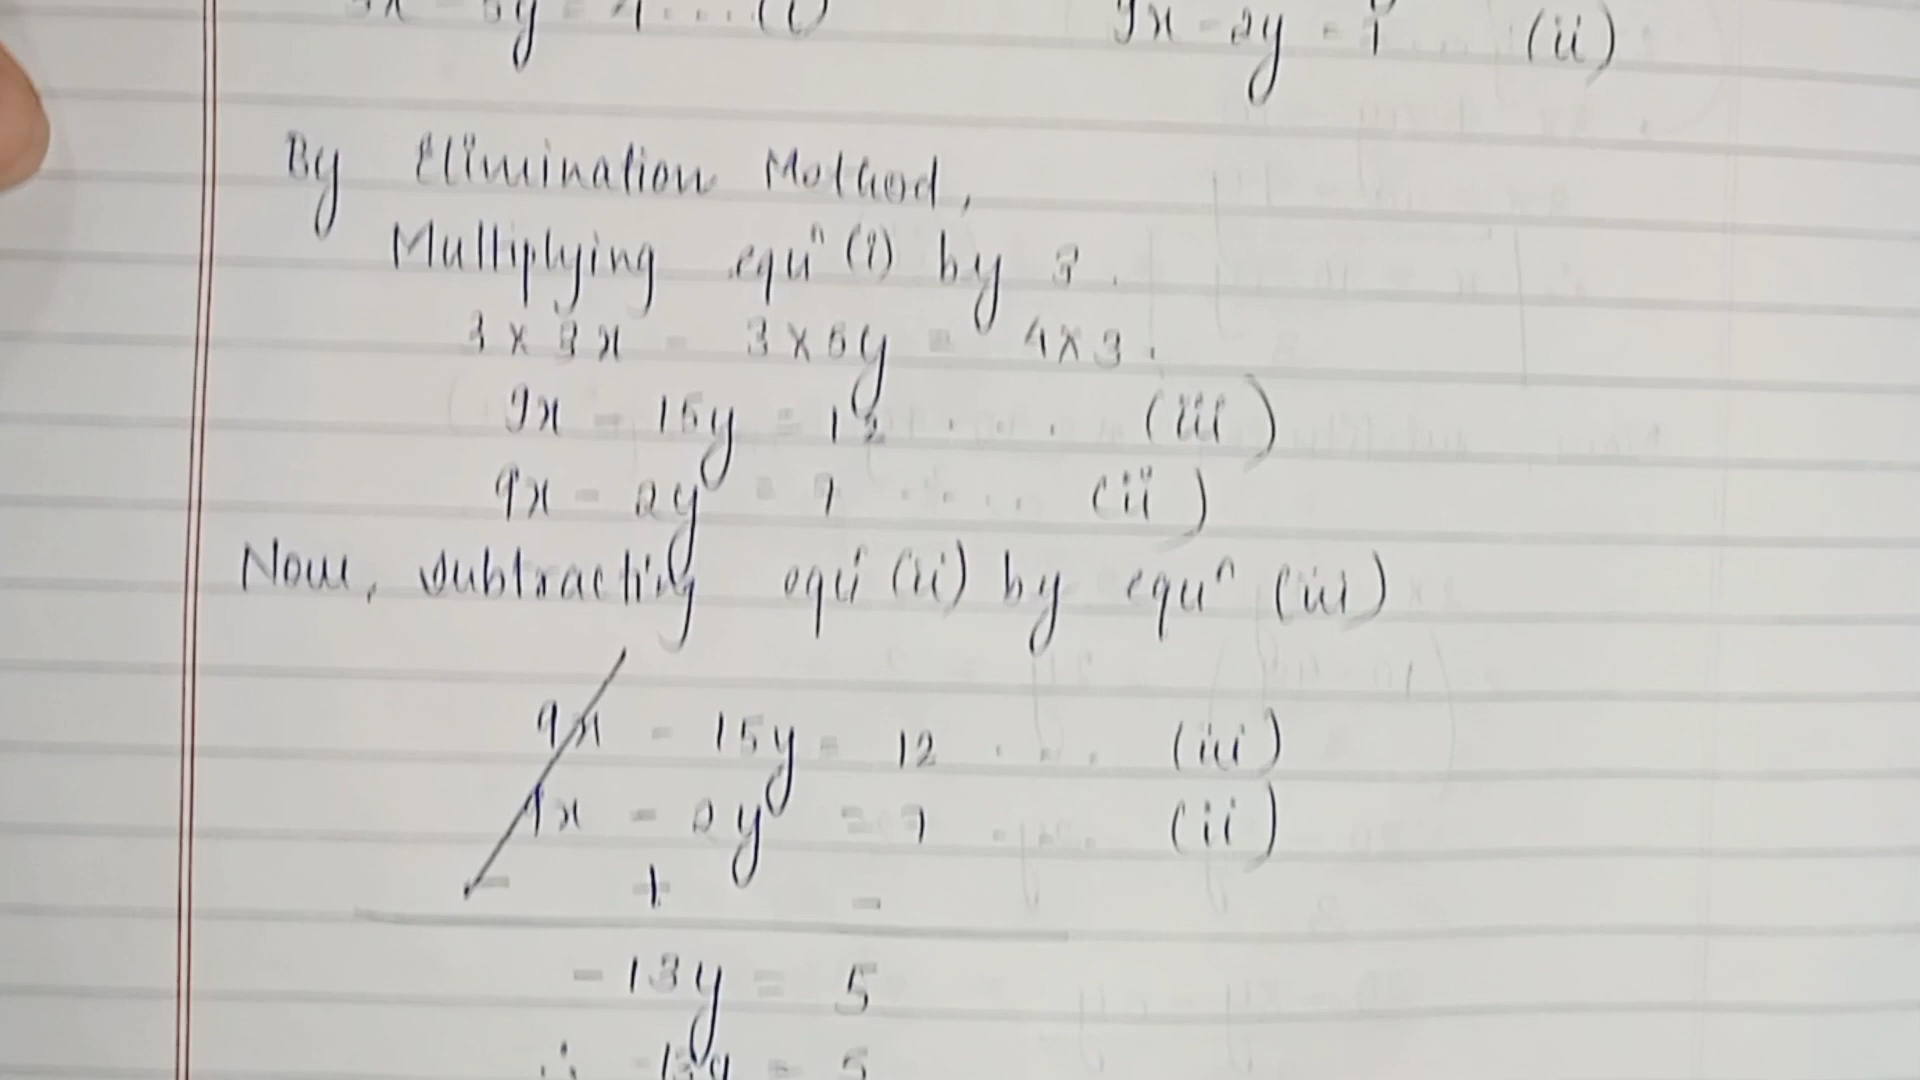 9x - 2y = 7 .... (ii)
By Elimination Method,
Multiplying equⁿ (i) by 3.
3 x 3x - 3 x 5y = 4 x 3.
9x - 15y = 12 .... (iii)
9x - 2y = 7 .... (ii)
Now, subtracting equⁿ (ii) by equⁿ (iii)
9x - 15y = 12 .... (iii)
9x - 2y = 7 .... (ii)
- + -
-13y = 5
∴ -13y = 5